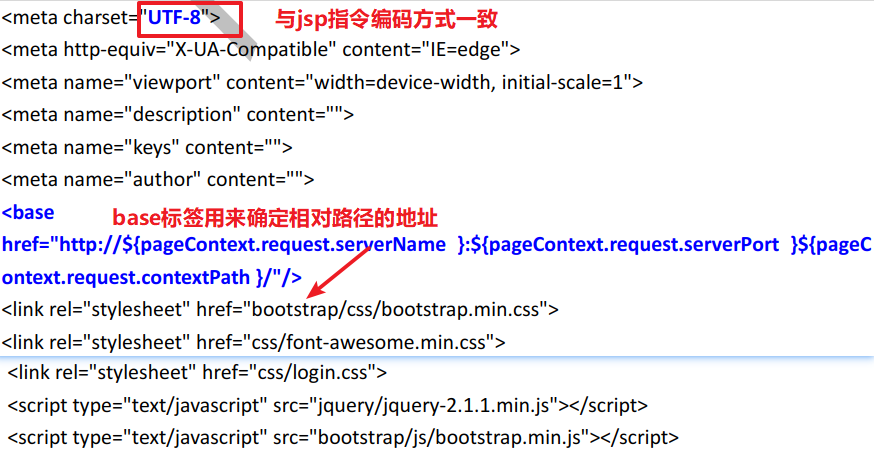 <meta charset="UTF-8"> 与jsp指令编码方式一致
<meta http-equiv="X-UA-Compatible" content="IE=edge">
<meta name="viewport" content="width=device-width, initial-scale=1">
<meta name="description" content="">
<meta name="keys" content="">
<meta name="author" content="">
<base base标签用来确定相对路径的地址
href="http://${pageContext.request.serverName }:${pageContext.request.serverPort }${pageC
ontext.request.contextPath }/"/>
<link rel="stylesheet" href="bootstrap/css/bootstrap.min.css">
<link rel="stylesheet" href="css/font-awesome.min.css">
<link rel="stylesheet" href="css/login.css">
<script type="text/javascript" src="jquery/jquery-2.1.1.min.js"></script>
<script type="text/javascript" src="bootstrap/js/bootstrap.min.js"></script>